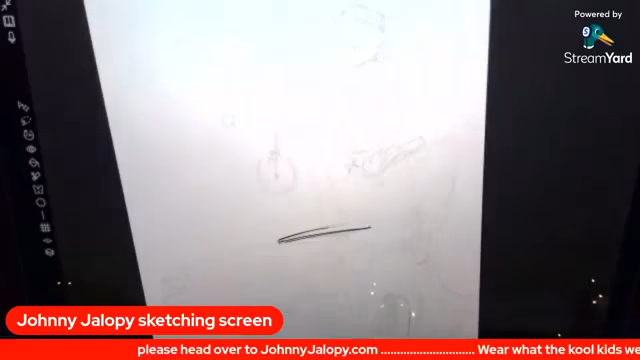 Powered by
StreamYard
Johnny Jalopy sketching screen
please head over to JohnnyJalopy.com ............................. Wear what the kool kids we